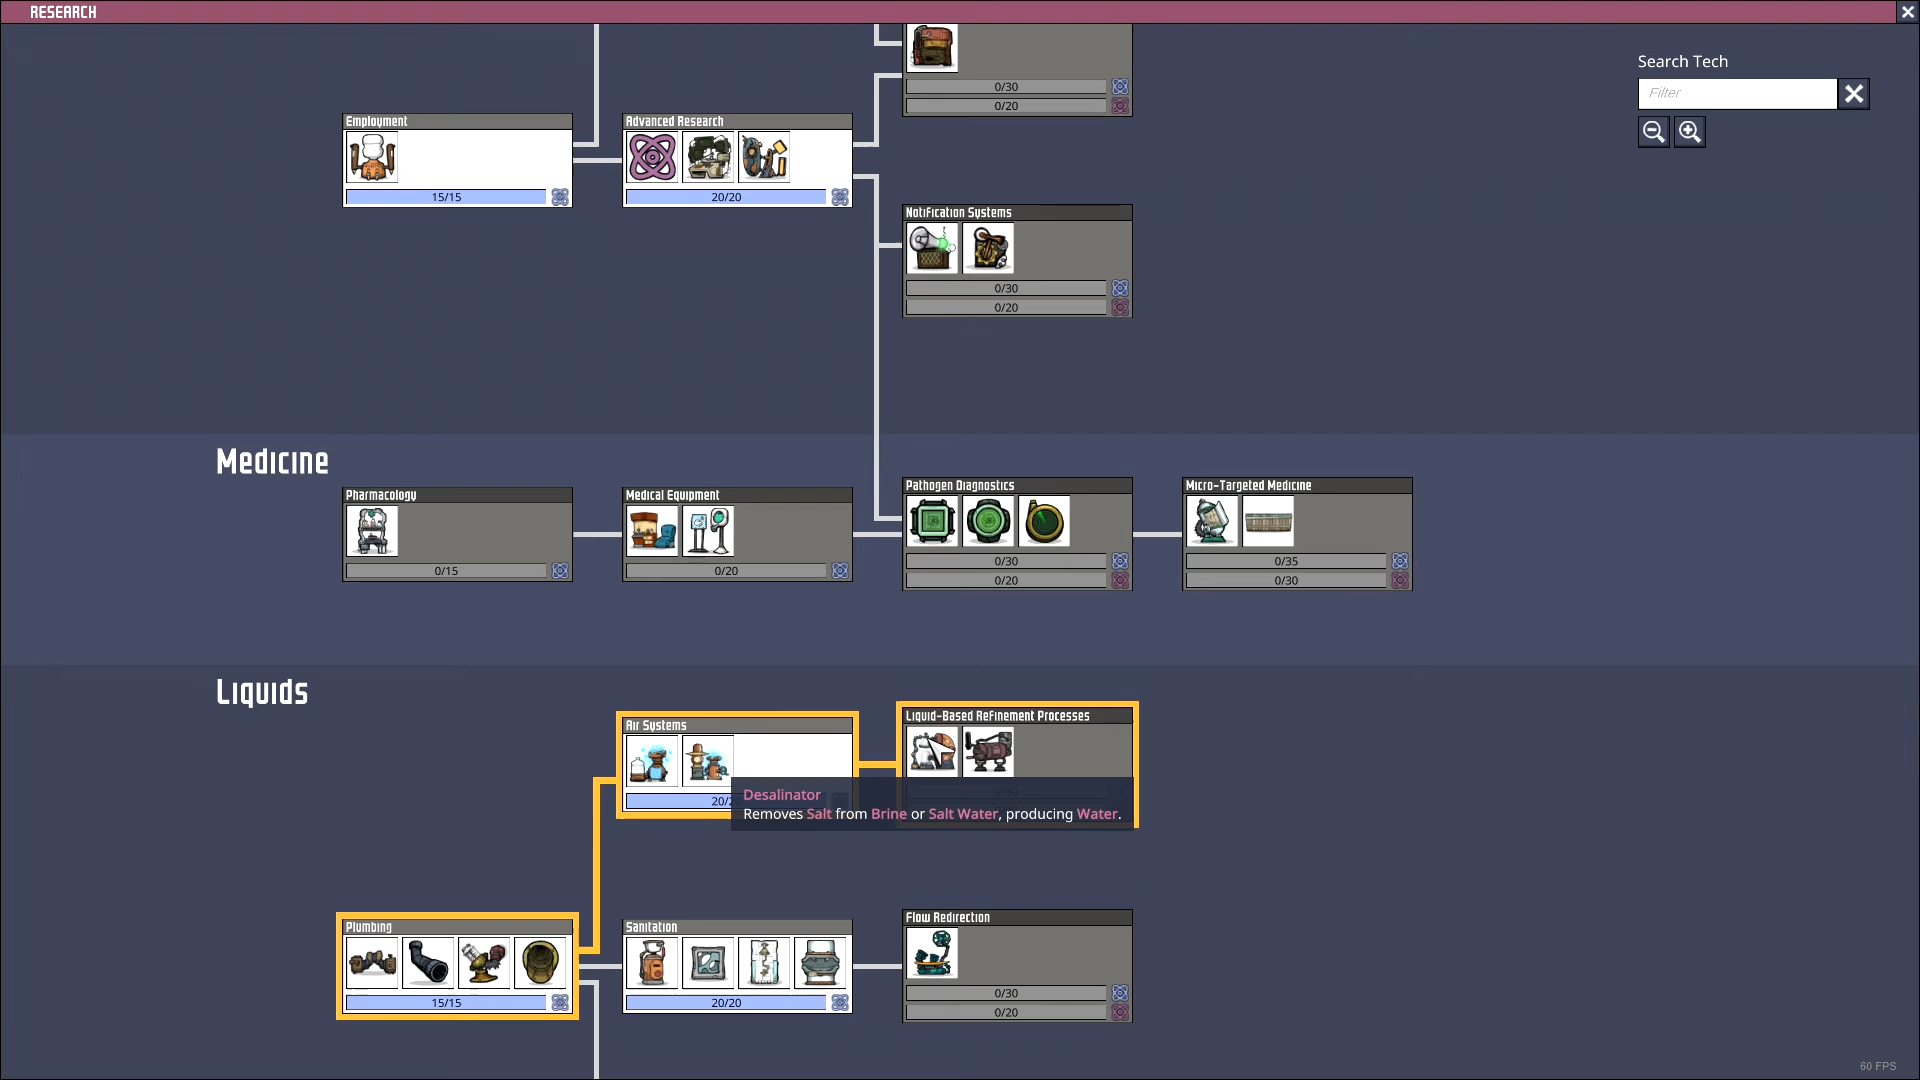 RESEARCH
Search Tech
Filter
0/30
0/20
Employment
15/15
Advanced Research
20/20
Notification Systems
0/30
0/20
Medicine
Pharmacology
0/15
Medical Equipment
0/20
Pathogen Diagnostics
0/30
0/20
Micro-Targeted Medicine
0/35
0/30
Liquids
Air Systems
Liquid-Based Refinement Processes
Desalinator
Removes Salt from Brine or Salt Water, producing Water.
Plumbing
15/15
Sanitation
20/20
Flow Redirection
0/30
0/20
60 FPS